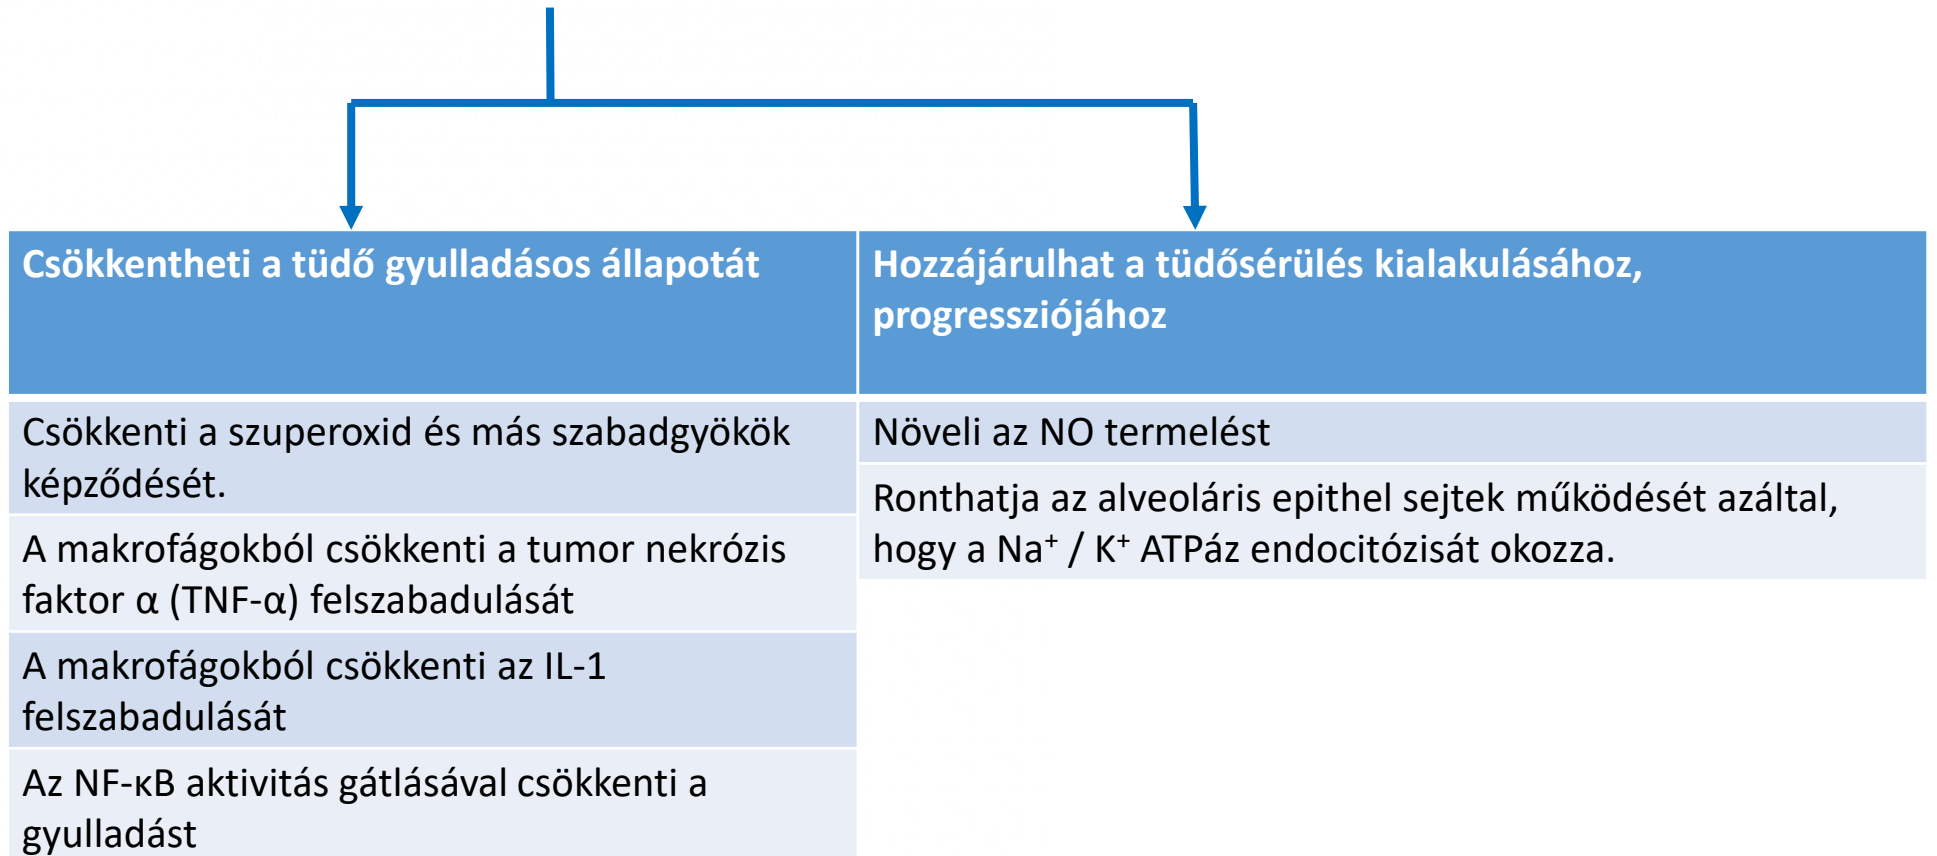 Csökkentheti a tüdő gyulladásos állapotát
Hozzájárulhat a tüdősérülés kialakulásához,
progressziójához
Csökkenti a szuperoxid és más szabadgyökök
képződését.
A makrofágokból csökkenti a tumor nekrózis
faktor α (TNF-α) felszabadulását
A makrofágokból csökkenti az IL-1
felszabadulását
Az NF-κB aktivitás gátlásával csökkenti a
gyulladást
Növeli az NO termelést
Ronthatja az alveoláris epithel sejtek működését azáltal,
hogy a Na⁺ / K⁺ ATPáz endocitózisát okozza.